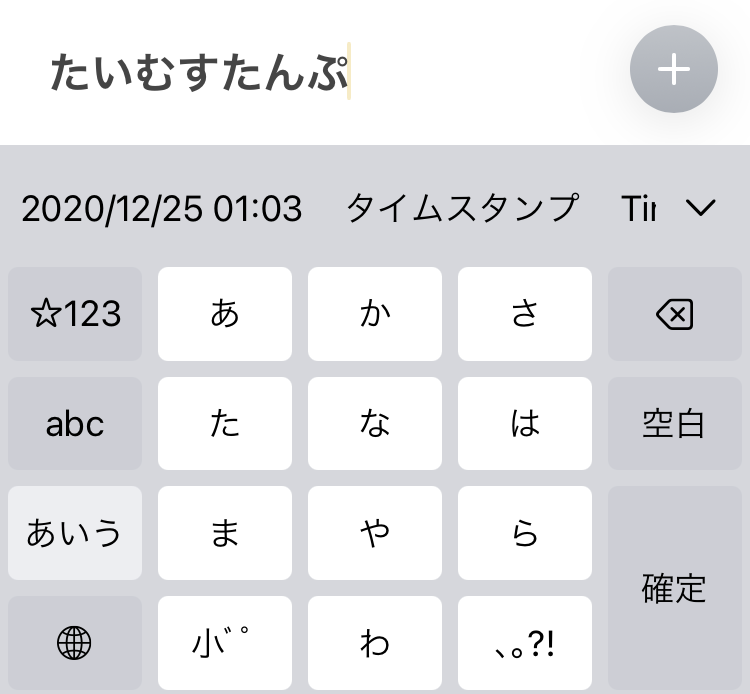 たいむすたんぷ
2020/12/25 01:03 タイムスタンプ
☆123 あ か さ
abc た な は 空白
あいう ま や ら
確定
小゛゜ わ 、。?!